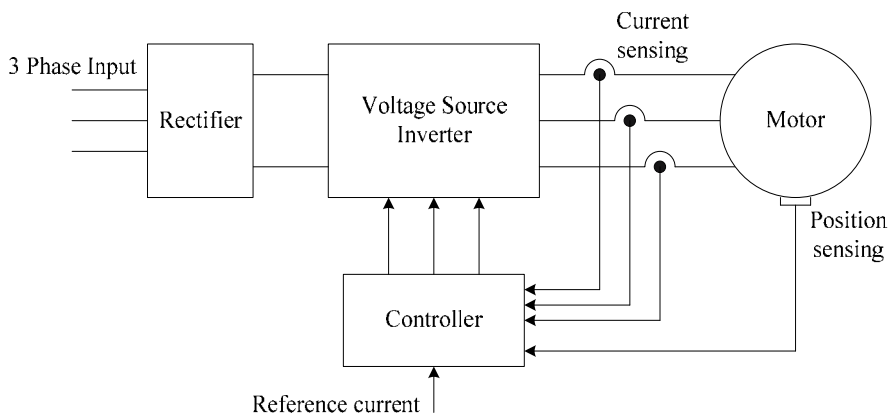 3 Phase Input
Rectifier
Voltage Source
Inverter
Current
sensing
Motor
Position
sensing
Controller
Reference current